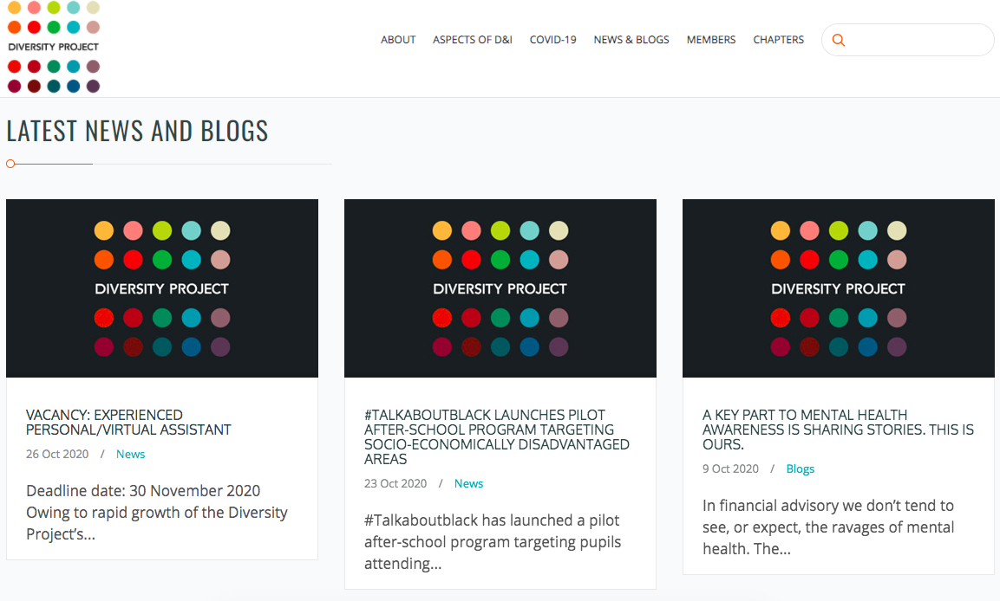 DIVERSITY PROJECT
ABOUT ASPECTS OF D&I COVID-19 NEWS & BLOGS MEMBERS CHAPTERS
LATEST NEWS AND BLOGS
DIVERSITY PROJECT
VACANCY: EXPERIENCED
PERSONAL/VIRTUAL ASSISTANT
26 Oct 2020 / News
Deadline date: 30 November 2020
Owing to rapid growth of the Diversity
Project's...
DIVERSITY PROJECT
#TALKABOUTBLACK LAUNCHES PILOT
AFTER-SCHOOL PROGRAM TARGETING
SOCIO-ECONOMICALLY DISADVANTAGED
AREAS
23 Oct 2020 / News
#Talkaboutblack has launched a pilot
after-school program targeting pupils
attending...
DIVERSITY PROJECT
A KEY PART TO MENTAL HEALTH
AWARENESS IS SHARING STORIES. THIS IS
OURS.
9 Oct 2020 / Blogs
In financial advisory we don't tend to
see, or expect, the ravages of mental
health. The...